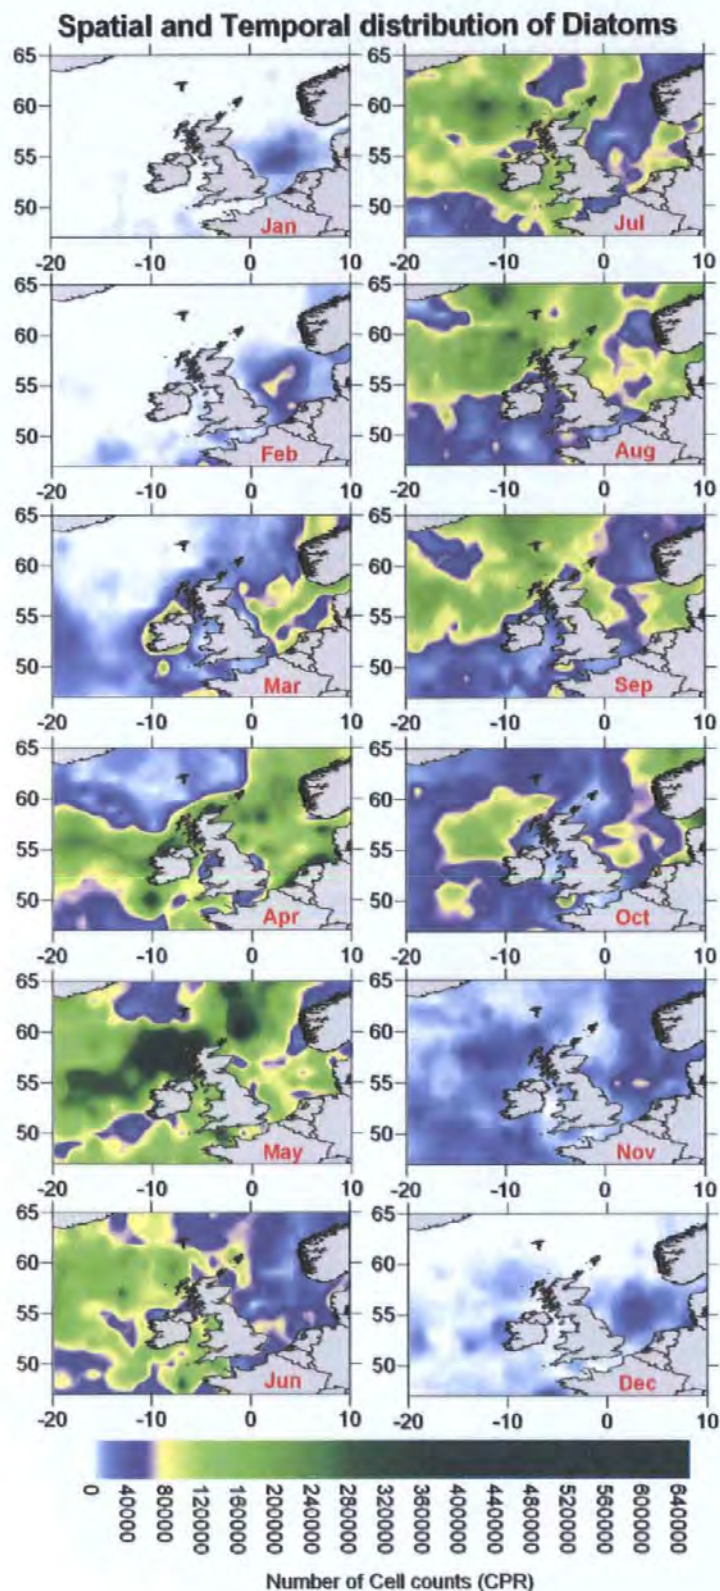 Spatial and Temporal distribution of Diatoms
65 65
60 60
55 55
50 50
Jan Jul
-20 -10 0 10 -20 -10 0 10
65 65
60 60
55 55
50 50
Feb Aug
-20 -10 0 10 -20 -10 0 10
65 65
60 60
55 55
50 50
Mar Sep
-20 -10 0 10 -20 -10 0 10
65 65
60 60
55 55
50 50
Apr Oct
-20 -10 0 10 -20 -10 0 10
65 65
60 60
55 55
50 50
May Nov
-20 -10 0 10 -20 -10 0 10
65 65
60 60
55 55
50 50
Jun Dec
-20 -10 0 10 -20 -10 0 10
0 40000 80000 120000 160000 200000 240000 280000 320000 360000 400000 440000 480000 520000 560000 600000 640000
Number of Cell counts (CPR)